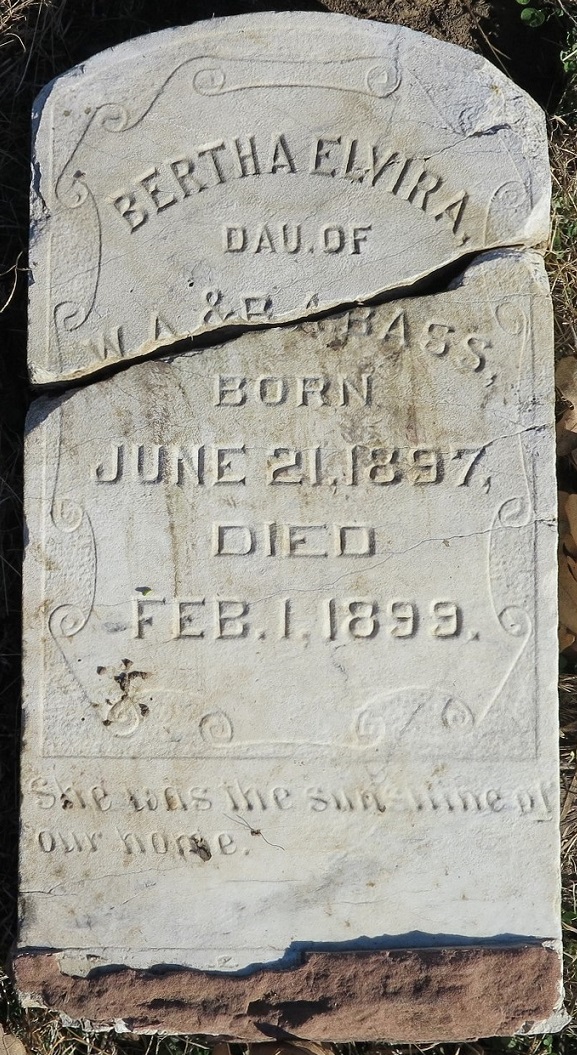 BERTHA ELVIRA,
DAU. OF
W.A. & B.A. BASS,
BORN
JUNE 21, 1897,
DIED
FEB. 1, 1899.
She was the sunshine of
our home.